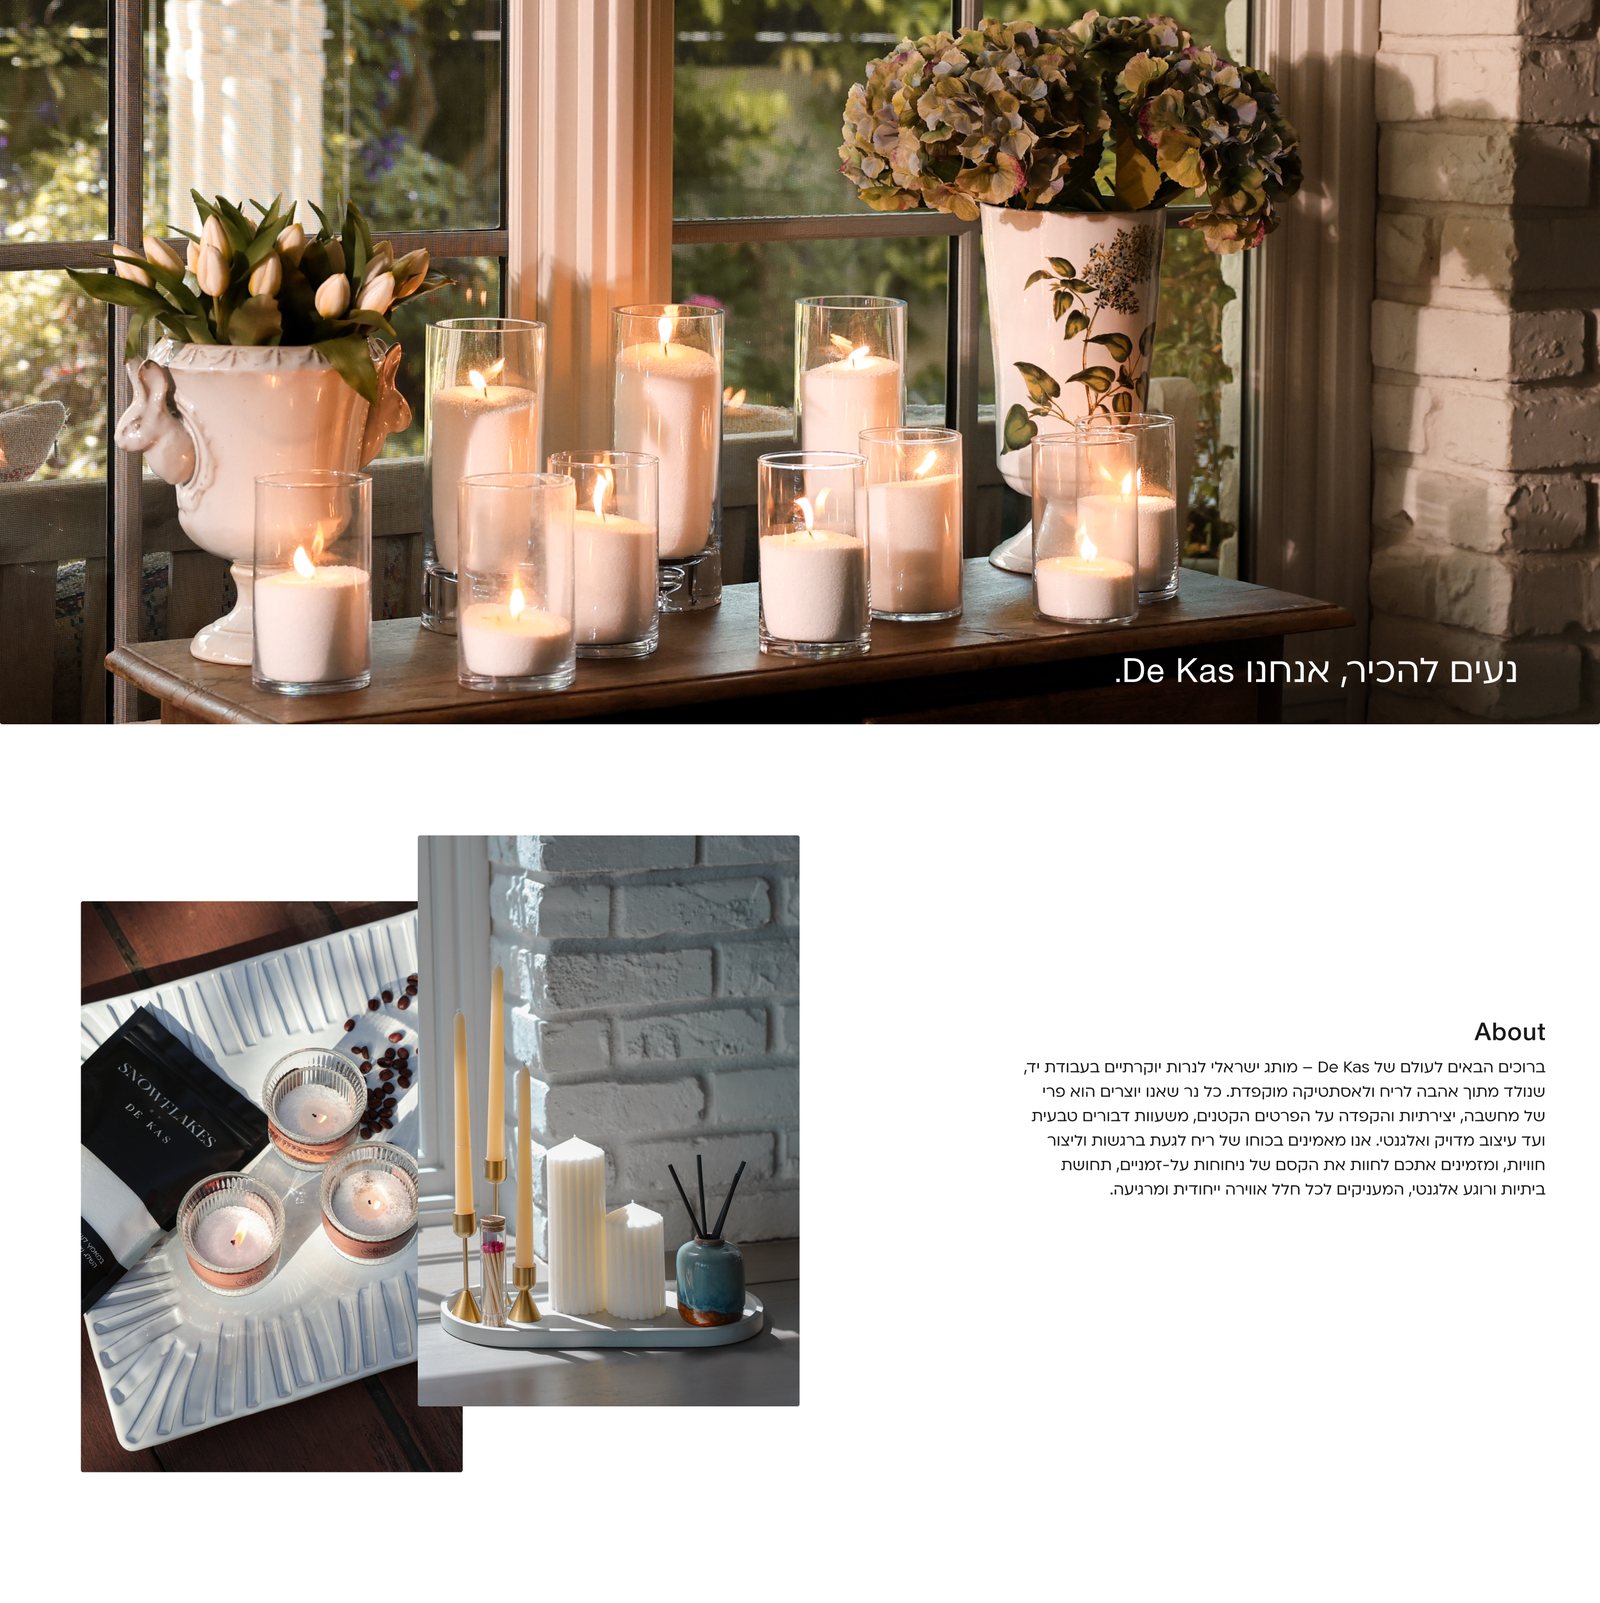 נעים להכיר, אנחנו De Kas.
About
ברוכים הבאים לעולם של De Kas – מותג ישראלי לנרות יוקרתיים בעבודת יד,
שנולד מתוך אהבה לריח ולאסתטיקה מוקפדת. כל נר שאנו יוצרים הוא פרי
של מחשבה, יצירתיות והקפדה על הפרטים הקטנים, משעוות דבורים טבעית
ועד עיצוב מדויק ואלגנטי. אנו מאמינים בכוחו של ריח לגעת ברגשות וליצור
חוויות, ומזמינים אתכם לחוות את הקסם של ניחוחות על-זמניים, תחושת
ביתיות ורוגע אלגנטי, המעניקים לכל חלל אווירה ייחודית ומרגיעה.
SNOWFLAKES
DE KAS